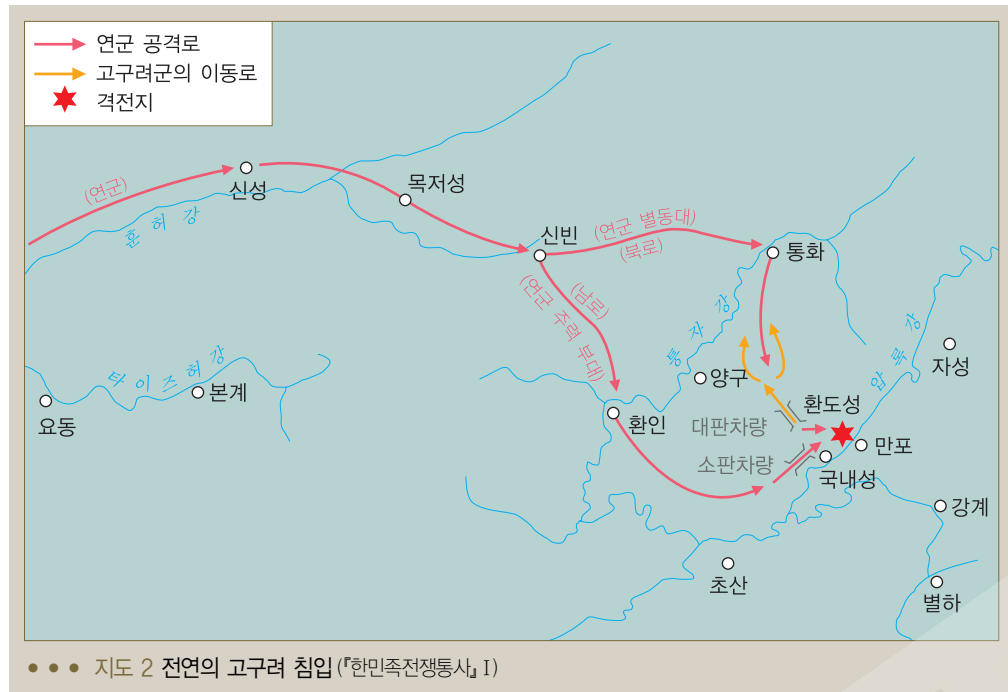 연군 공격로
고구려군의 이동로
격전지
(연군)
신성
훈허강
목저성
신빈
(연군 별동대)
(북로)
통화
(남로)
(연군 주력 부대)
붕자강
압록강
자성
타이즈허강
본계
요동
양구
환인
환도성
대판차량
소판차량
만포
국내성
강계
초산
별하
● ● ● 지도 2 전연의 고구려 침입 (『한민족전쟁통사』 Ⅰ)